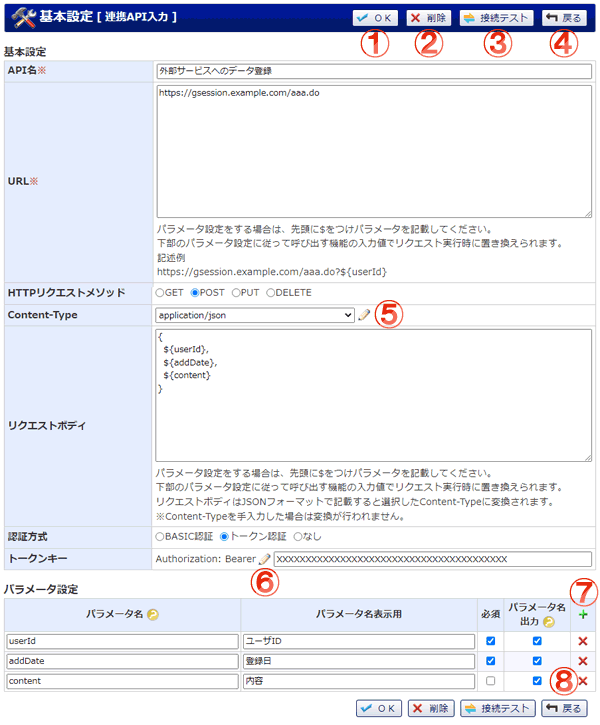 基本設定 [ 連携API入力 ]
OK 削除 接続テスト 戻る
① ② ③ ④
基本設定
API名※ 外部サービスへのデータ登録
URL※ https://gsession.example.com/aaa.do
パラメータ設定をする場合は、先頭に$をつけパラメータを記載してください。
下部のパラメータ設定に従って呼び出す機能の入力値でリクエスト実行時に置き換えられます。
記述例
https://gsession.example.com/aaa.do?${userId}
HTTPリクエストメソッド GET POST PUT DELETE
Content-Type application/json ⑤
リクエストボディ
{
${userId},
${addDate},
${content}
}
パラメータ設定をする場合は、先頭に$をつけパラメータを記載してください。
下部のパラメータ設定に従って呼び出す機能の入力値でリクエスト実行時に置き換えられます。
リクエストボディはJSONフォーマットで記載すると選択したContent-Typeに変換されます。
※Content-Typeを手入力した場合は変換が行われません。
認証方式 BASIC認証 トークン認証 なし
トークンキー Authorization: Bearer
⑥
パラメータ設定 ⑦
パラメータ名 ? パラメータ名表示用 必須 パラメータ名
出力 ?
userId ユーザID
addDate 登録日
content 内容 ⑧
OK 削除 接続テスト 戻る